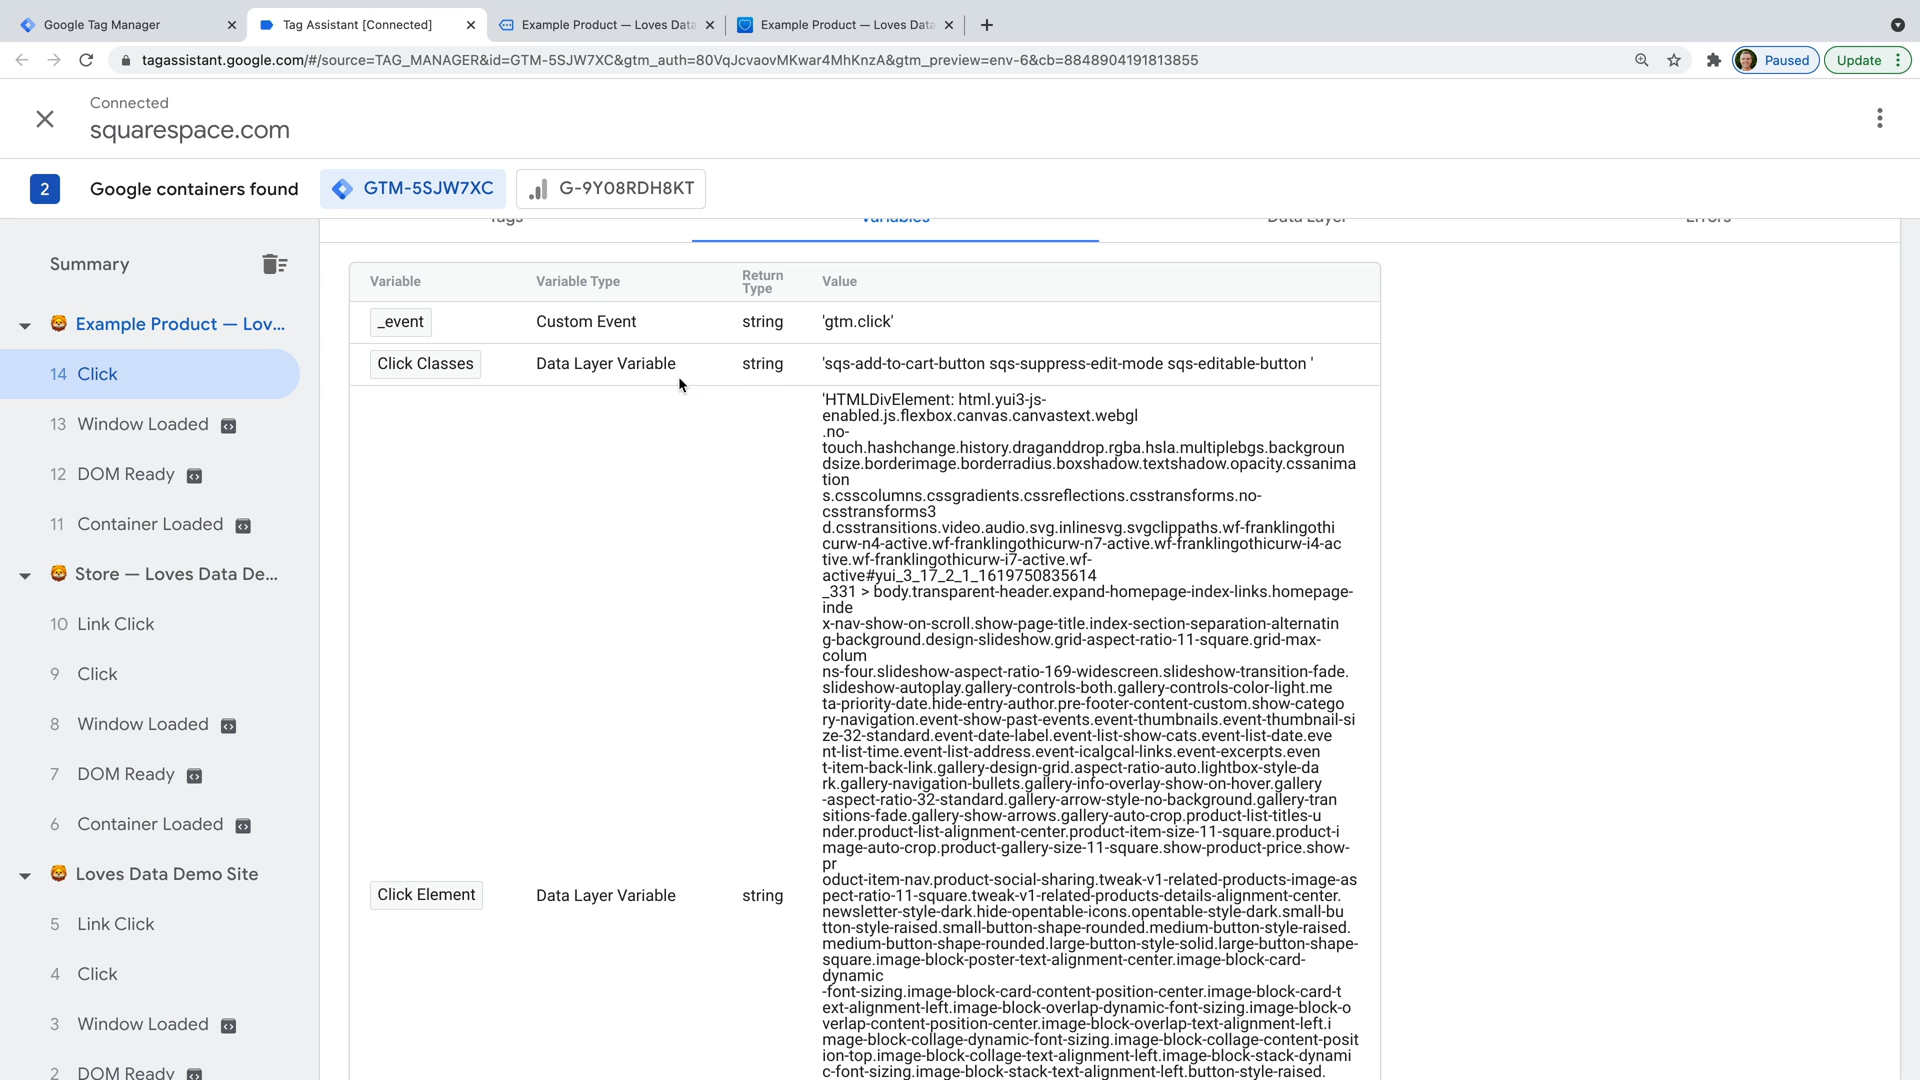 Google Tag Manager
Tag Assistant [Connected]
Example Product — Loves Data
Example Product — Loves Data
tagassistant.google.com/#/source=TAG_MANAGER&id=GTM-5SJW7XC&gtm_auth=80VqJcvaovMKwar4MhKnzA&gtm_preview=env-6&cb=8848904191813855
Paused
Update
Connected
squarespace.com
2
Google containers found
GTM-5SJW7XC
G-9Y08RDH8KT
Tags
Variables
Data Layer
Errors
Summary
Example Product — Lov...
14 Click
13 Window Loaded
12 DOM Ready
11 Container Loaded
Store — Loves Data De...
10 Link Click
9 Click
8 Window Loaded
7 DOM Ready
6 Container Loaded
Loves Data Demo Site
5 Link Click
4 Click
3 Window Loaded
2 DOM Ready
Variable
Variable Type
Return
Type
Value
_event
Custom Event
string
'gtm.click'
Click Classes
Data Layer Variable
string
'sqs-add-to-cart-button sqs-suppress-edit-mode sqs-editable-button '
Click Element
Data Layer Variable
string
'HTMLDivElement: html.yui3-js-
enabled.js.flexbox.canvas.canvastext.webgl
.no-
touch.hashchange.history.draganddrop.rgba.hsla.multiplebgs.backgroun
dsize.borderimage.borderradius.boxshadow.textshadow.opacity.cssanima
tion
s.csscolumns.cssgradients.cssreflections.csstransforms.no-
csstransforms3
d.csstransitions.video.audio.svg.inlinesvg.svgclippaths.wf-franklingothi
curw-n4-active.wf-franklingothicurw-n7-active.wf-franklingothicurw-i4-ac
tive.wf-franklingothicurw-i7-active.wf-
active#yui_3_17_2_1_1619750835614
_331 > body.transparent-header.expand-homepage-index-links.homepage-
inde
x-nav-show-on-scroll.show-page-title.index-section-separation-alternatin
g-background.design-slideshow.grid-aspect-ratio-11-square.grid-max-
colum
ns-four.slideshow-aspect-ratio-169-widescreen.slideshow-transition-fade.
slideshow-autoplay.gallery-controls-both.gallery-controls-color-light.me
ta-priority-date.hide-entry-author.pre-footer-content-custom.show-catego
ry-navigation.event-show-past-events.event-thumbnails.event-thumbnail-si
ze-32-standard.event-date-label.event-list-show-cats.event-list-date.eve
nt-list-time.event-list-address.event-icalgcal-links.event-excerpts.even
t-item-back-link.gallery-design-grid.aspect-ratio-auto.lightbox-style-da
rk.gallery-navigation-bullets.gallery-info-overlay-show-on-hover.gallery
-aspect-ratio-32-standard.gallery-arrow-style-no-background.gallery-tran
sitions-fade.gallery-show-arrows.gallery-auto-crop.product-list-titles-u
nder.product-list-alignment-center.product-item-size-11-square.product-i
mage-auto-crop.product-gallery-size-11-square.show-product-price.show-
pr
oduct-item-nav.product-social-sharing.tweak-v1-related-products-image-as
pect-ratio-11-square.tweak-v1-related-products-details-alignment-center.
newsletter-style-dark.hide-opentable-icons.opentable-style-dark.small-bu
tton-style-raised.small-button-shape-rounded.medium-button-style-raised.
medium-button-shape-rounded.large-button-style-solid.large-button-shape-
square.image-block-poster-text-alignment-center.image-block-card-
dynamic
-font-sizing.image-block-card-content-position-center.image-block-card-t
ext-alignment-left.image-block-overlap-dynamic-font-sizing.image-block-o
verlap-content-position-center.image-block-overlap-text-alignment-left.i
mage-block-collage-dynamic-font-sizing.image-block-collage-content-posit
ion-top.image-block-collage-text-alignment-left.image-block-stack-dynami
c-font-sizing.image-block-stack-text-alignment-left.button-style-raised.